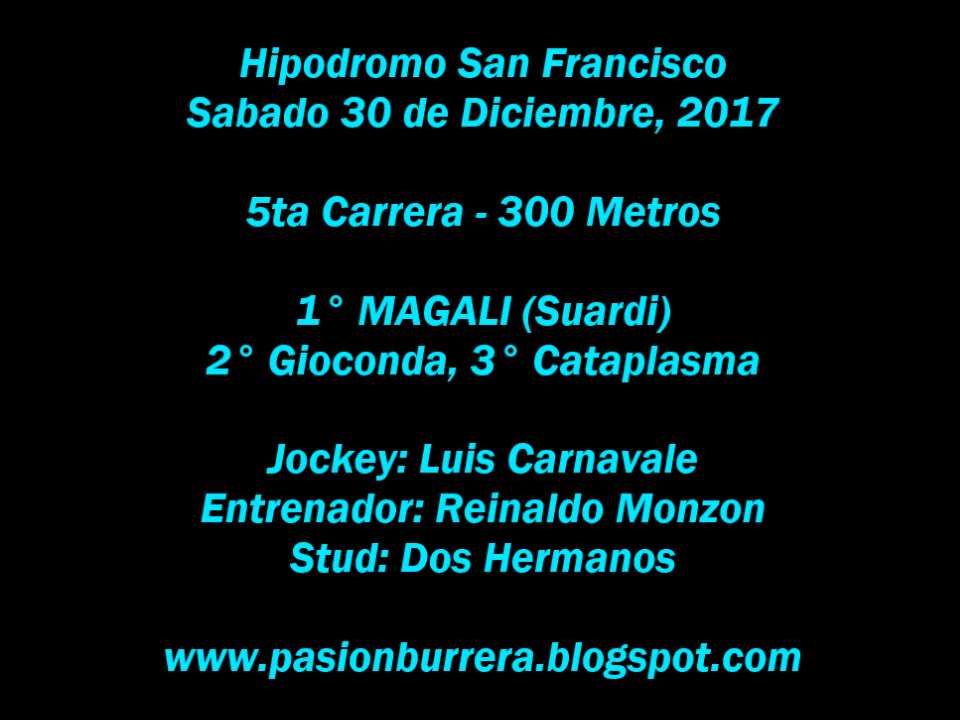 Hipodromo San Francisco
Sabado 30 de Diciembre, 2017
5ta Carrera - 300 Metros
1° MAGALI (Suardi)
2° Gioconda, 3° Cataplasma
Jockey: Luis Carnavale
Entrenador: Reinaldo Monzon
Stud: Dos Hermanos
www.pasionburrera.blogspot.com